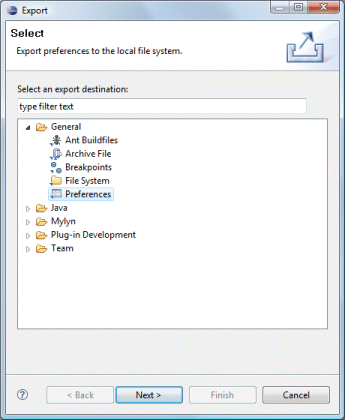 Export
Select
Export preferences to the local file system.
Select an export destination:
type filter text
General
Ant Buildfiles
Archive File
Breakpoints
File System
Preferences
Java
Mylyn
Plug-in Development
Team
? < Back Next > Finish Cancel